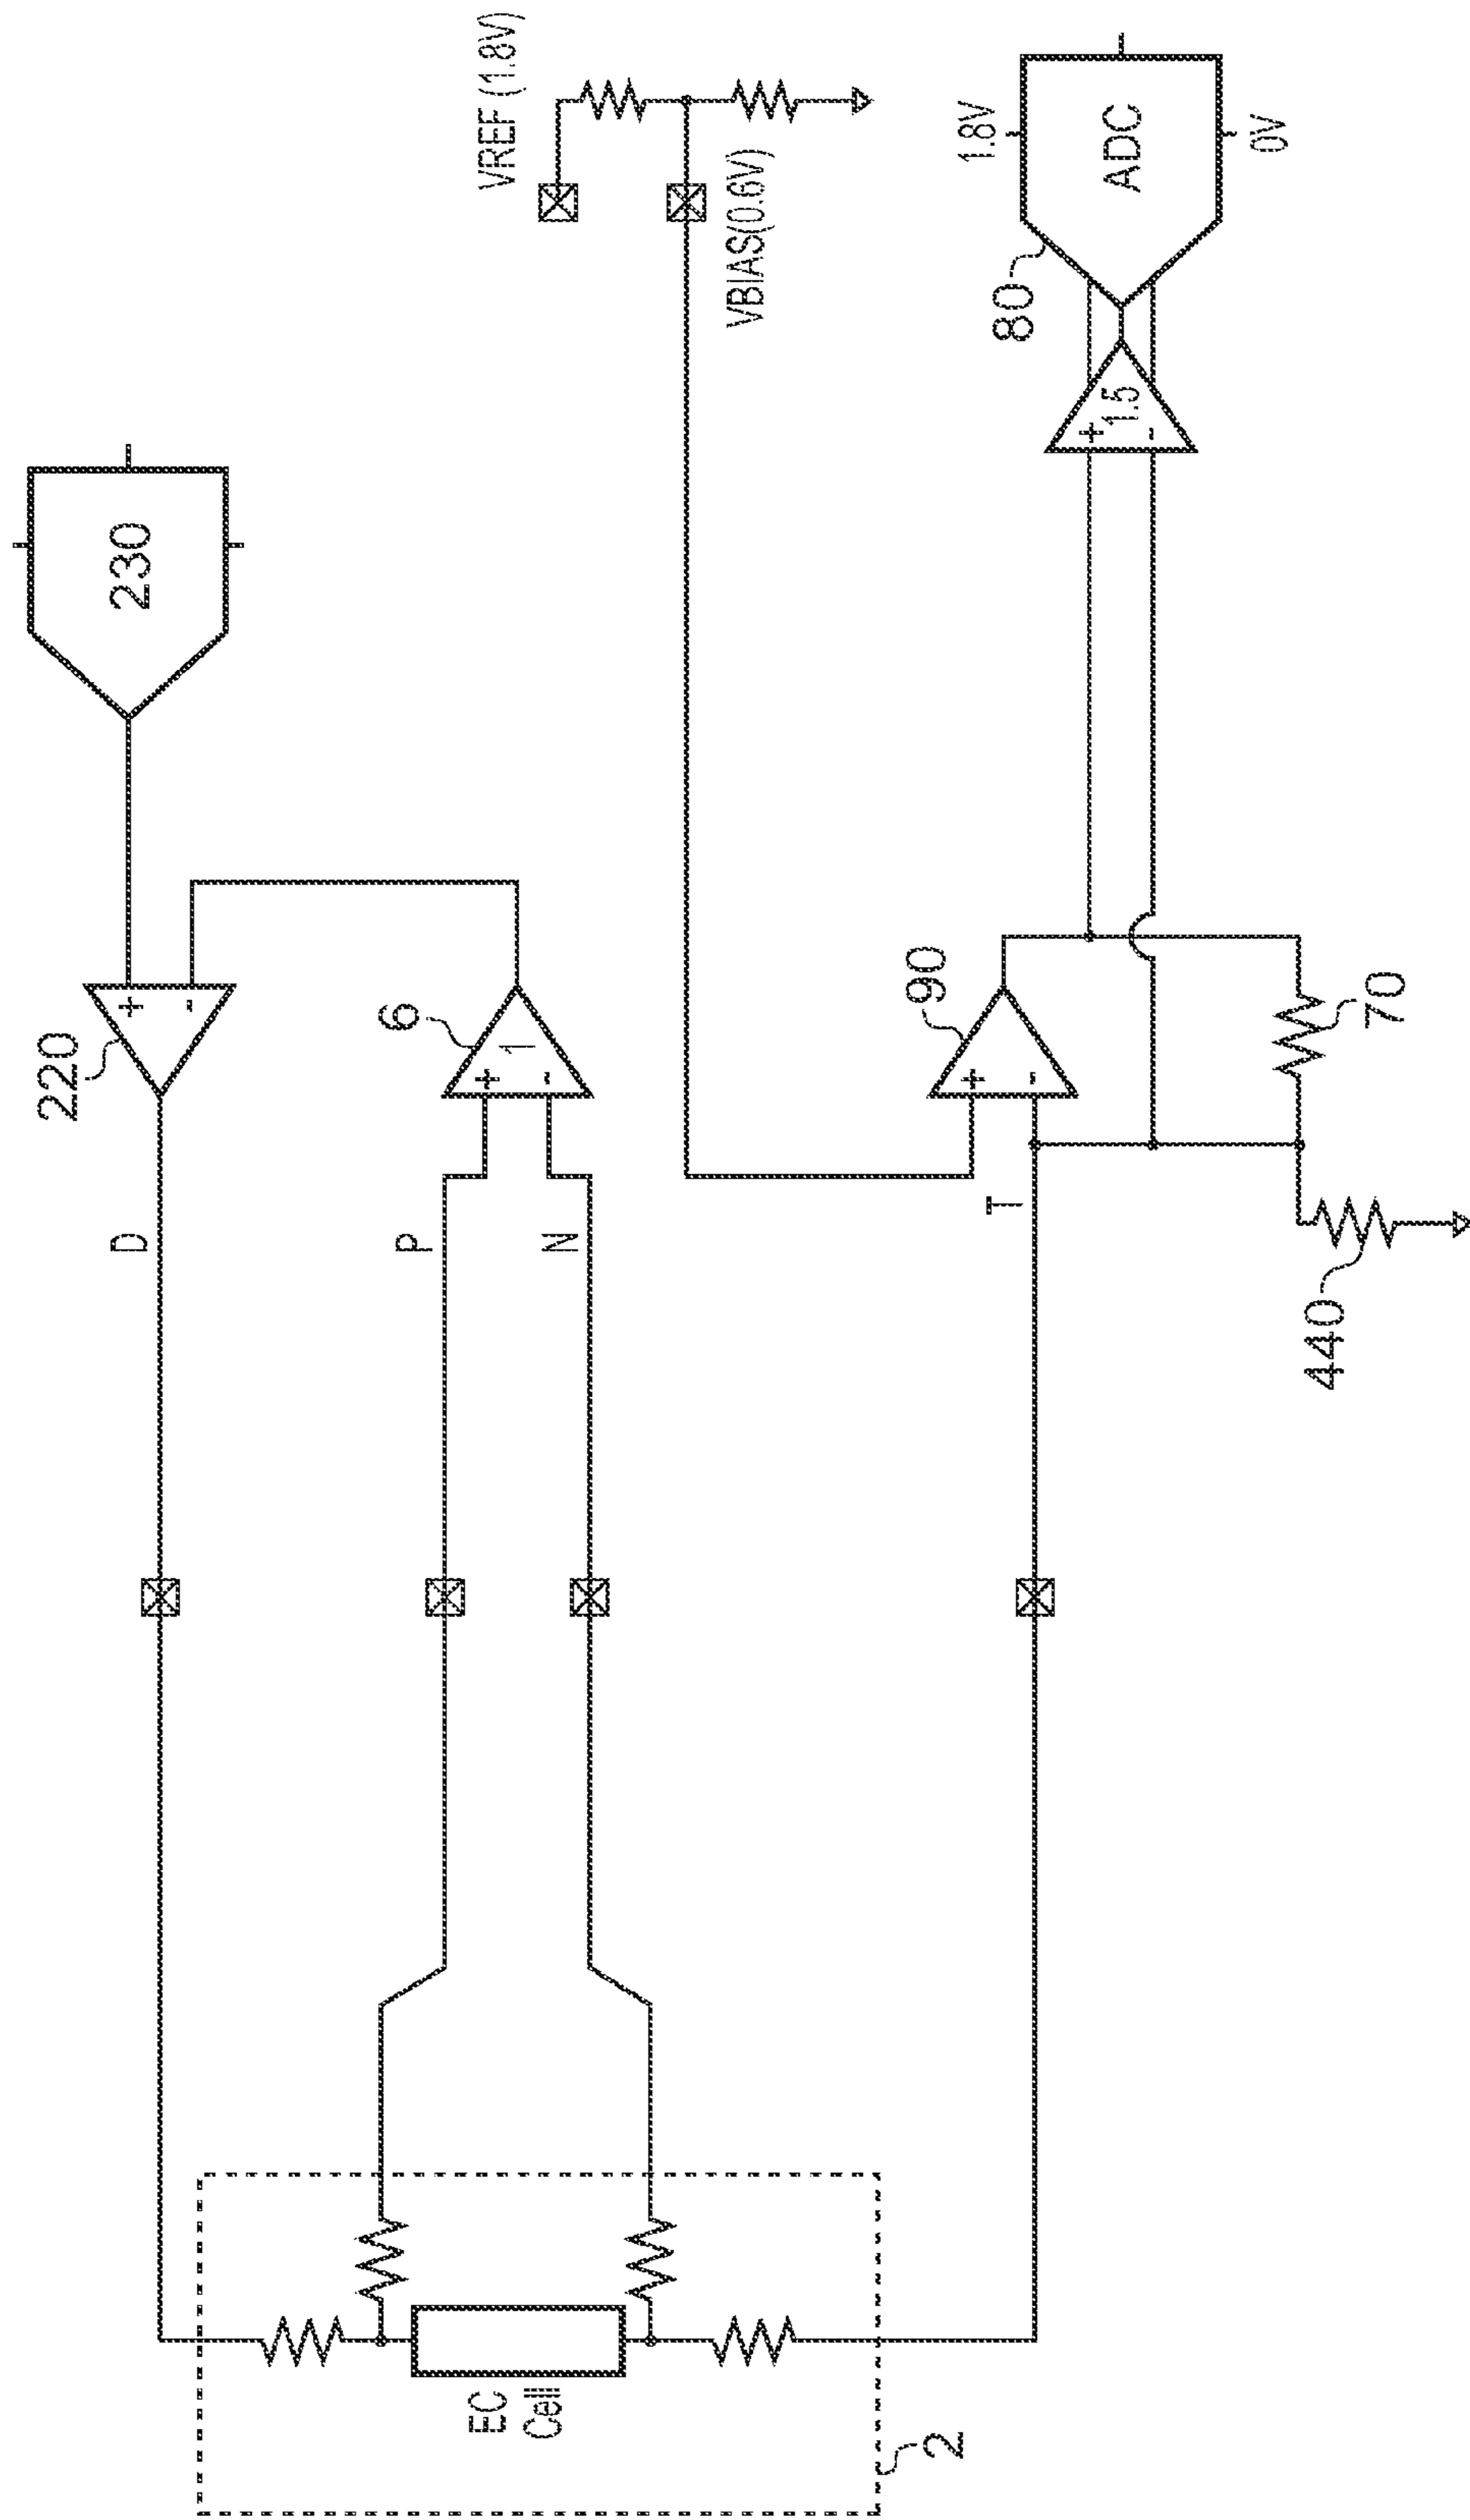 230
220
D
6
+
-
1
P
N
+
-
VREF (1.8V)
VBIAS(0.6V)
90
+
-
T
70
440
+
-
1.5
80
1.8V
ADC
0V
EC
Cell
2